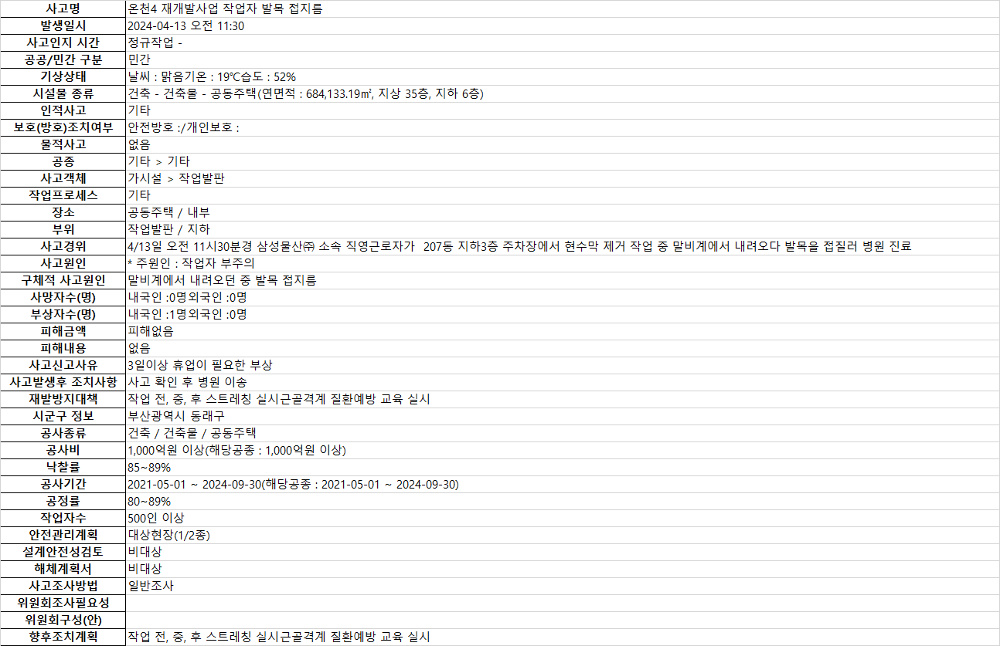 사고명 온천4 재개발사업 작업자 발목 접지름
발생일시 2024-04-13 오전 11:30
사고인지 시간 정규작업 -
공공/민간 구분 민간
기상상태 날씨 : 맑음기온 : 19℃습도 : 52%
시설물 종류 건축 - 건축물 - 공동주택(연면적 : 684,133.19㎡, 지상 35층, 지하 6층)
인적사고 기타
보호(방호)조치여부 안전방호 :/개인보호 :
물적사고 없음
공종 기타 > 기타
사고객체 가시설 > 작업발판
작업프로세스 기타
장소 공동주택 / 내부
부위 작업발판 / 지하
사고경위 4/13일 오전 11시30분경 삼성물산㈜ 소속 직영근로자가  207동 지하3층 주차장에서 현수막 제거 작업 중 말비계에서 내려오다 발목을 접질러 병원 진료
사고원인 * 주원인 : 작업자 부주의
구체적 사고원인 말비계에서 내려오던 중 발목 접지름
사망자수(명) 내국인 :0명외국인 :0명
부상자수(명) 내국인 :1명외국인 :0명
피해금액 피해없음
피해내용 없음
사고신고사유 3일이상 휴업이 필요한 부상
사고발생후 조치사항 사고 확인 후 병원 이송
재발방지대책 작업 전, 중, 후 스트레칭 실시근골격계 질환예방 교육 실시
시군구 정보 부산광역시 동래구
공사종류 건축 / 건축물 / 공동주택
공사비 1,000억원 이상(해당공종 : 1,000억원 이상)
낙찰률 85~89%
공사기간 2021-05-01 ~ 2024-09-30(해당공종 : 2021-05-01 ~ 2024-09-30)
공정률 80~89%
작업자수 500인 이상
안전관리계획 대상현장(1/2종)
설계안전성검토 비대상
해체계획서 비대상
사고조사방법 일반조사
위원회조사필요성
위원회구성(안)
향후조치계획 작업 전, 중, 후 스트레칭 실시근골격계 질환예방 교육 실시